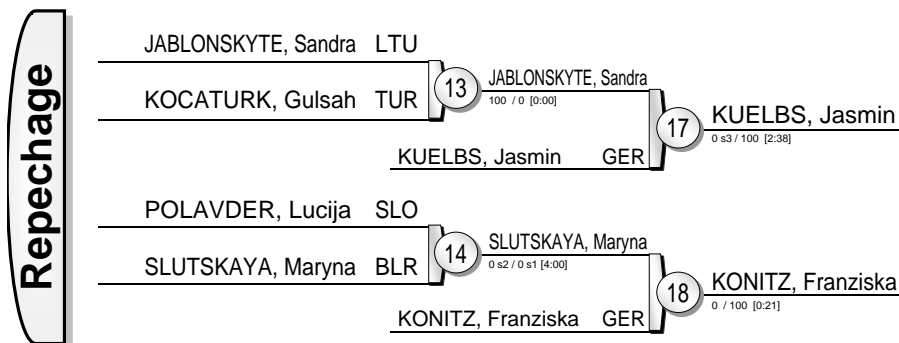 Repechage
JABLONSKYTE, Sandra LTU
KOCATURK, Gulsah TUR
13
JABLONSKYTE, Sandra
100 / 0 [0:00]
KUELBS, Jasmin GER
17
KUELBS, Jasmin
0 s3 / 100 [2:38]
POLAVDER, Lucija SLO
SLUTSKAYA, Maryna BLR
14
SLUTSKAYA, Maryna
0 s2 / 0 s1 [4:00]
KONITZ, Franziska GER
18
KONITZ, Franziska
0 / 100 [0:21]